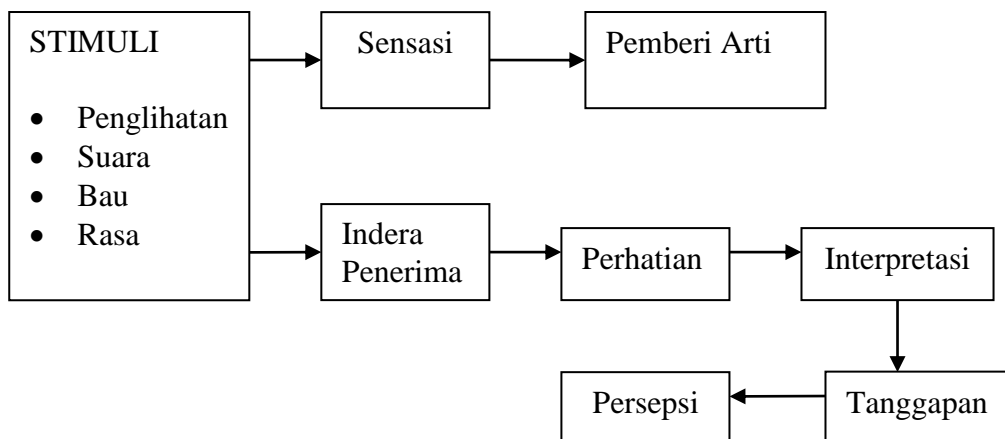 STIMULI
• Penglihatan
• Suara
• Bau
• Rasa
Sensasi
Pemberi Arti
Indera
Penerima
Perhatian
Interpretasi
Tanggapan
Persepsi